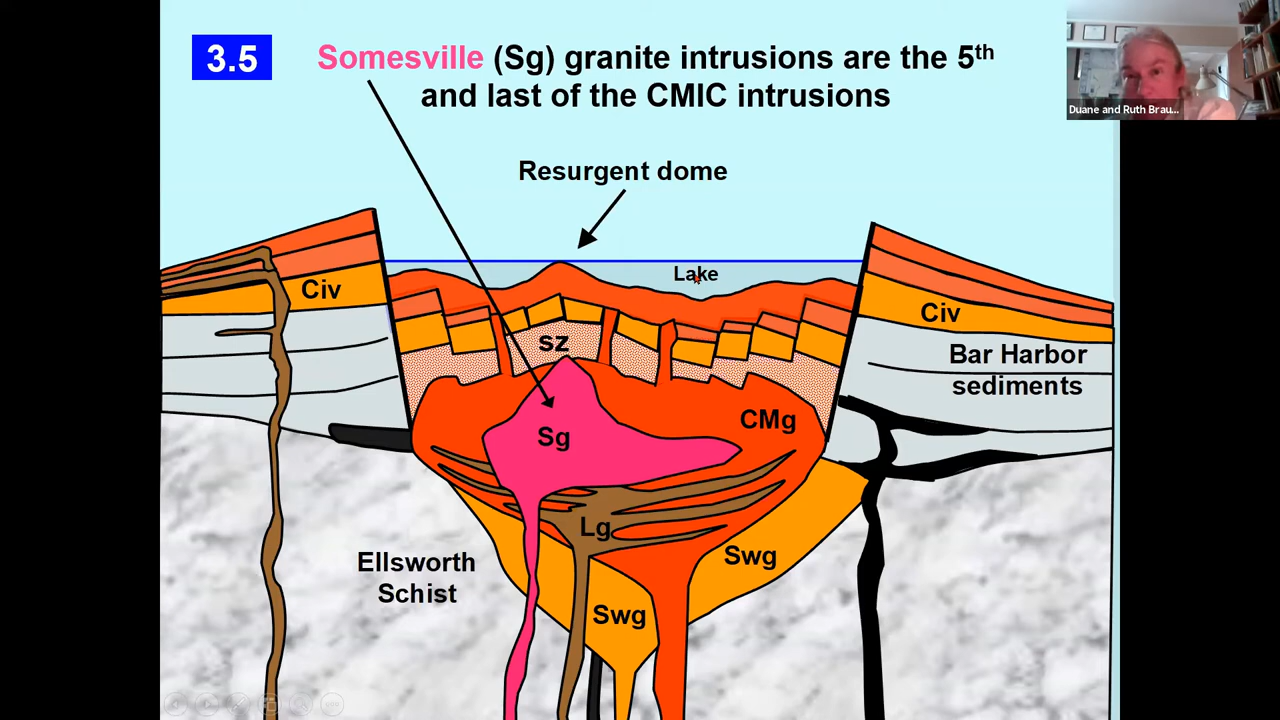 3.5
Somesville (Sg) granite intrusions are the 5th
and last of the CMIC intrusions
Duane and Ruth Brau...
Resurgent dome
Lake
Civ
Civ
sz
Bar Harbor
sediments
CMg
Sg
Lg
Ellsworth
Schist
Swg
Swg